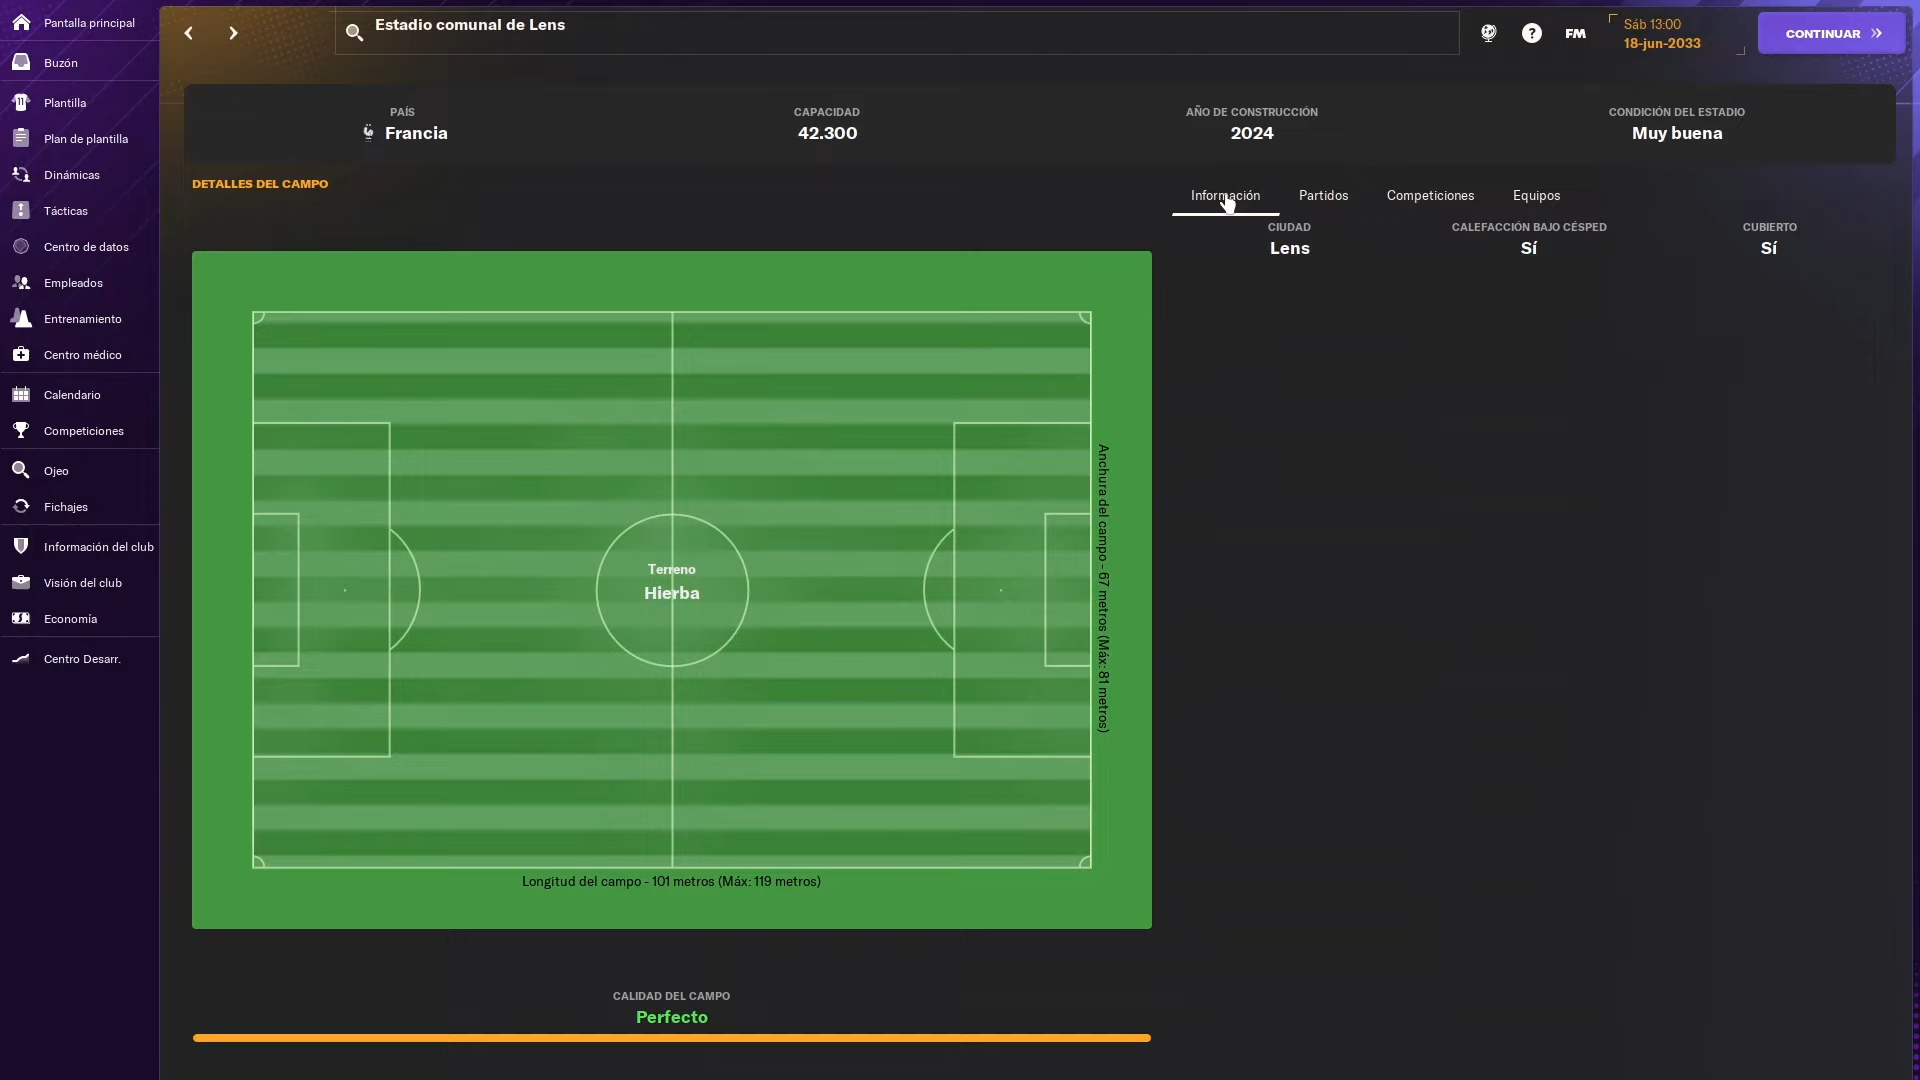 Pantalla principal
Buzón
Plantilla
Plan de plantilla
Dinámicas
Tácticas
Centro de datos
Empleados
Entrenamiento
Centro médico
Calendario
Competiciones
Ojeo
Fichajes
Información del club
Visión del club
Economía
Centro Desarr.
Estadio comunal de Lens
?
FM
Sáb 13:00
18-jun-2033
CONTINUAR
PAÍS
Francia
CAPACIDAD
42.300
AÑO DE CONSTRUCCIÓN
2024
CONDICIÓN DEL ESTADIO
Muy buena
DETALLES DEL CAMPO
Terreno
Hierba
Anchura del campo - 67 metros (Máx: 81 metros)
Longitud del campo - 101 metros (Máx: 119 metros)
CALIDAD DEL CAMPO
Perfecto
Información Partidos Competiciones Equipos
CIUDAD
Lens
CALEFACCIÓN BAJO CÉSPED
Sí
CUBIERTO
Sí